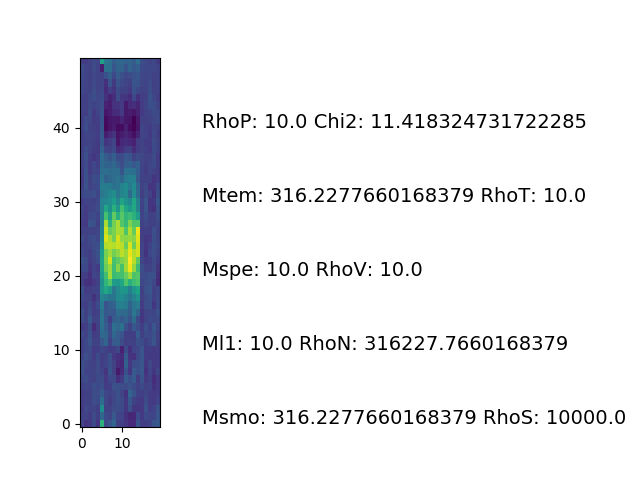 40
30
20
10
0
0 10
RhoP: 10.0 Chi2: 11.418324731722285
Mtem: 316.2277660168379 RhoT: 10.0
Mspe: 10.0 RhoV: 10.0
Ml1: 10.0 RhoN: 316227.7660168379
Msmo: 316.2277660168379 RhoS: 10000.0